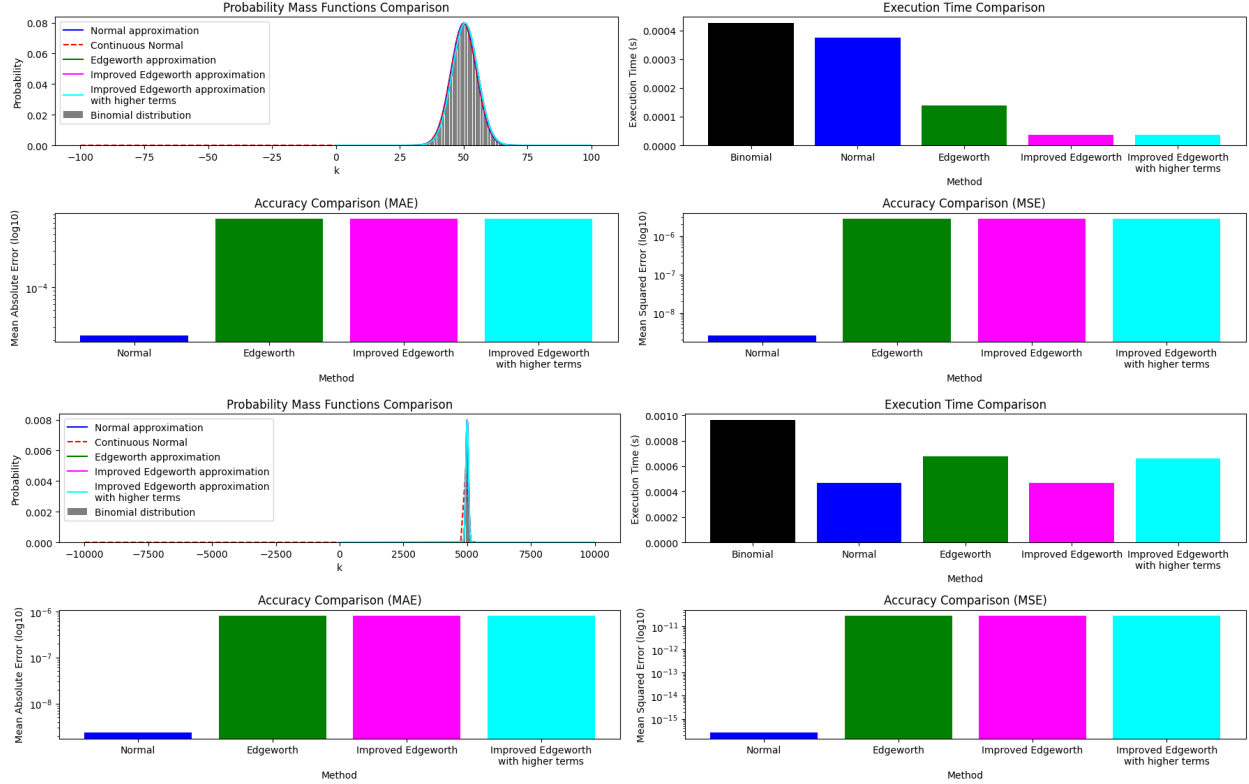 Probability Mass Functions Comparison
Probability
0.08
0.06
0.04
0.02
0.00
Normal approximation
Continuous Normal
Edgeworth approximation
Improved Edgeworth approximation
Improved Edgeworth approximation
with higher terms
Binomial distribution
−100
−75
−50
−25
0
25
50
75
100
k
Execution Time Comparison
Execution Time (s)
0.0004
0.0003
0.0002
0.0001
0.0000
Binomial
Normal
Edgeworth
Improved Edgeworth
Improved Edgeworth
with higher terms
Method
Accuracy Comparison (MAE)
Mean Absolute Error (log10)
10⁻⁴
Normal
Edgeworth
Improved Edgeworth
Improved Edgeworth
with higher terms
Method
Accuracy Comparison (MSE)
Mean Squared Error (log10)
10⁻⁶
10⁻⁷
10⁻⁸
Normal
Edgeworth
Improved Edgeworth
Improved Edgeworth
with higher terms
Method
Probability Mass Functions Comparison
Probability
0.008
0.006
0.004
0.002
0.000
Normal approximation
Continuous Normal
Edgeworth approximation
Improved Edgeworth approximation
Improved Edgeworth approximation
with higher terms
Binomial distribution
−10000
−7500
−5000
−2500
0
2500
5000
7500
10000
k
Execution Time Comparison
Execution Time (s)
0.0010
0.0008
0.0006
0.0004
0.0002
0.0000
Binomial
Normal
Edgeworth
Improved Edgeworth
Improved Edgeworth
with higher terms
Method
Accuracy Comparison (MAE)
Mean Absolute Error (log10)
10⁻⁶
10⁻⁷
10⁻⁸
Normal
Edgeworth
Improved Edgeworth
Improved Edgeworth
with higher terms
Method
Accuracy Comparison (MSE)
Mean Squared Error (log10)
10⁻¹¹
10⁻¹²
10⁻¹³
10⁻¹⁴
10⁻¹⁵
Normal
Edgeworth
Improved Edgeworth
Improved Edgeworth
with higher terms
Method